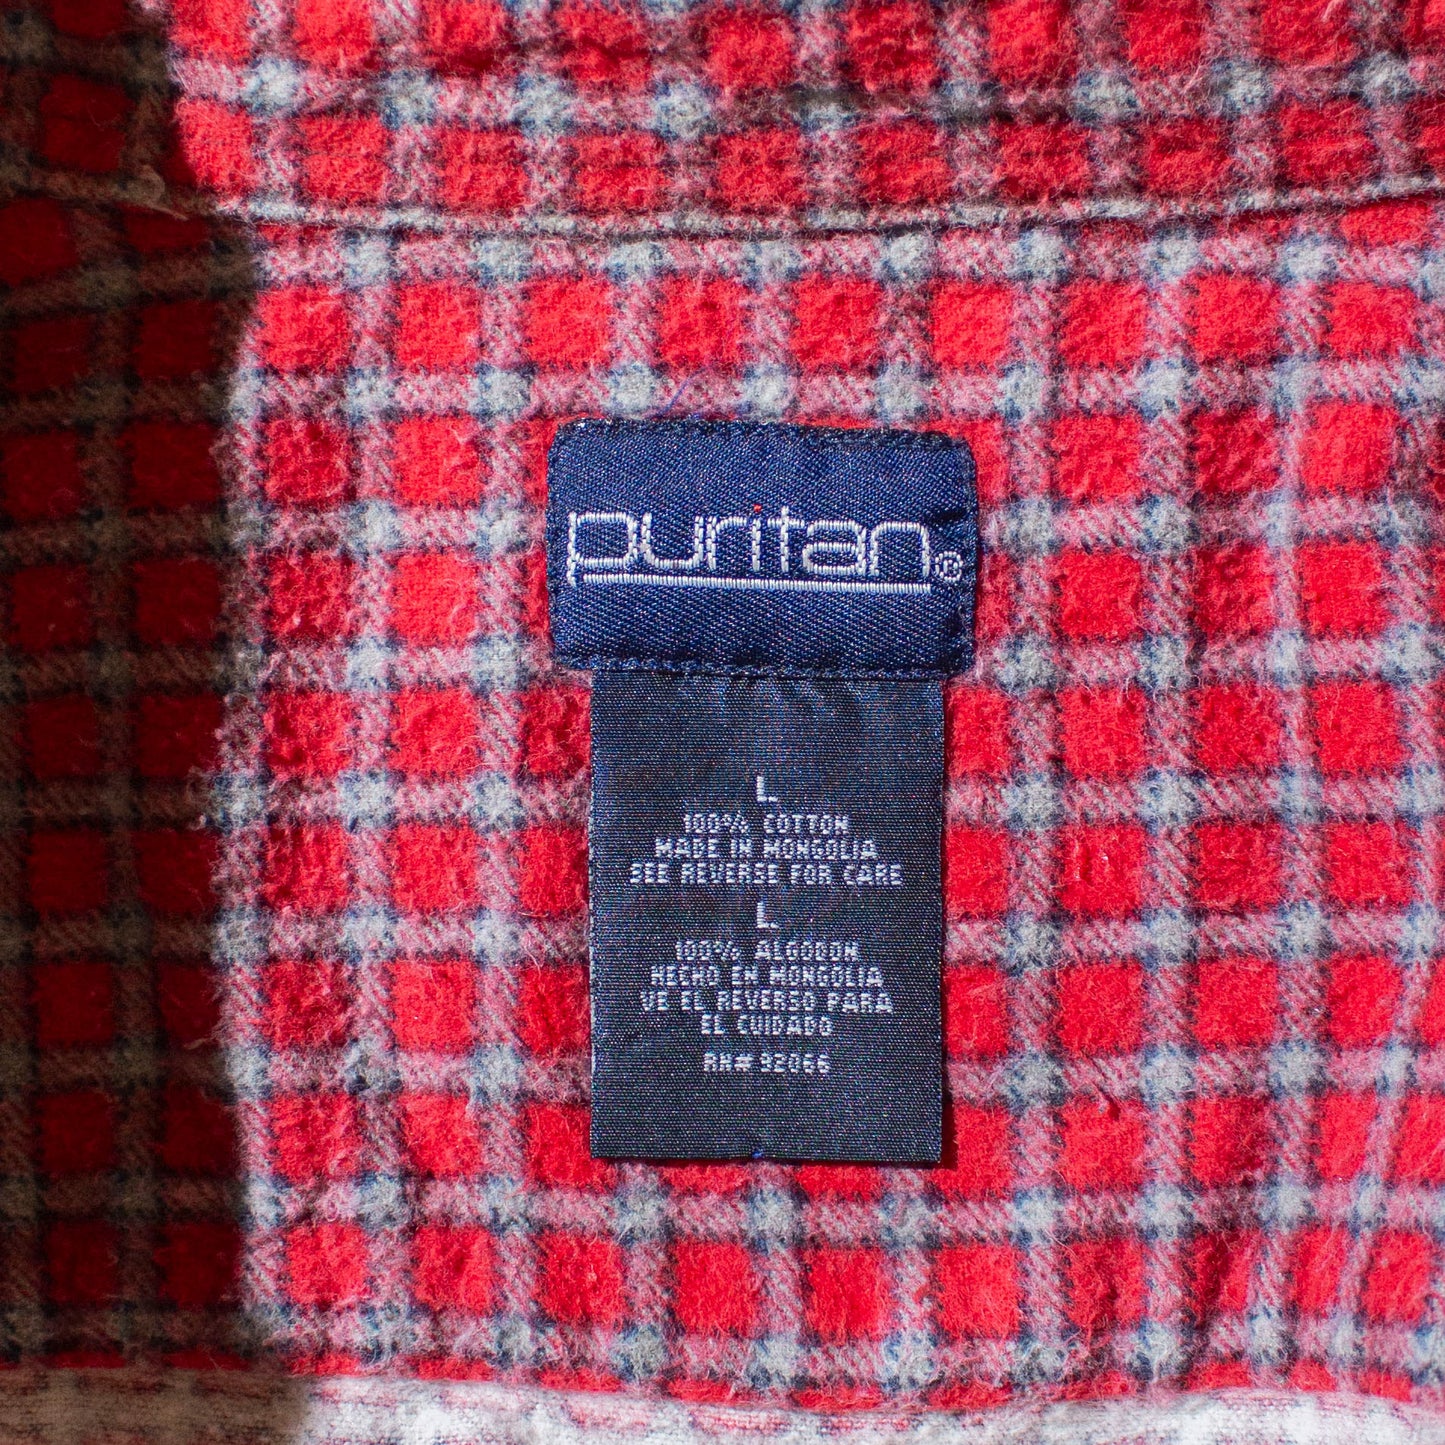 puritan®
L
100% COTTON
MADE IN MONGOLIA
SEE REVERSE FOR CARE
L
100% ALGODON
HECHO EN MONGOLIA
VE EL REVERSO PARA
EL CUIDADO
RN# 92066